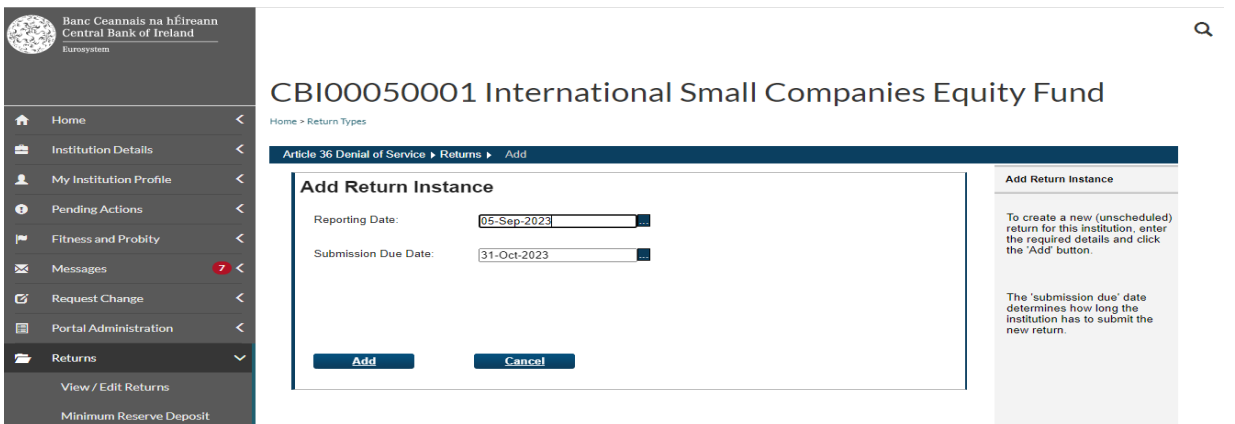 Banc Ceannais na hÉireann
Central Bank of Ireland
Eurosystem
CBI00050001 International Small Companies Equity Fund
Home > Return Types
Home
Institution Details
My Institution Profile
Pending Actions
Fitness and Probity
Messages 7
Request Change
Portal Administration
Returns
View / Edit Returns
Minimum Reserve Deposit
Article 36 Denial of Service Returns Add
Add Return Instance
Reporting Date: 05-Sep-2023 ...
Submission Due Date: 31-Oct-2023 ...
Add Cancel
Add Return Instance
To create a new (unscheduled)
return for this institution, enter
the required details and click
the 'Add' button.
The 'submission due' date
determines how long the
institution has to submit the
new return.